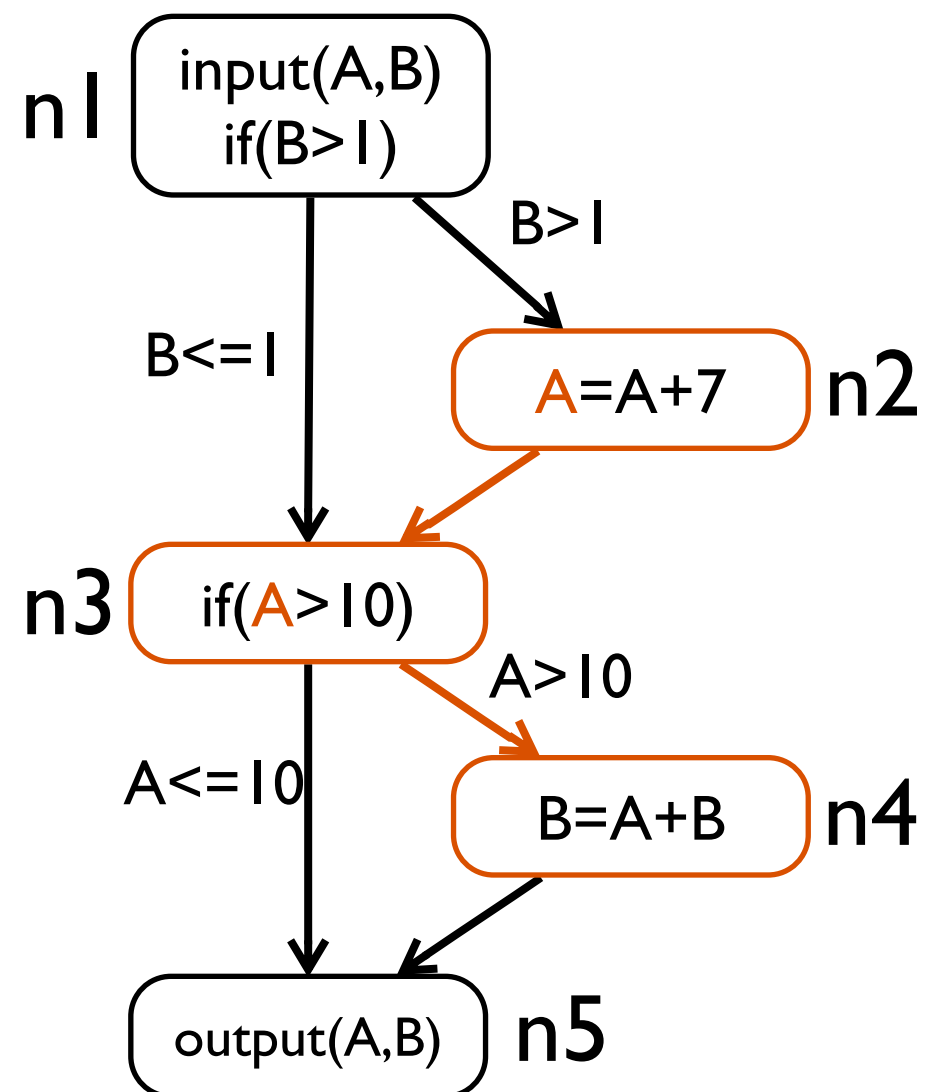 n1
input(A,B)
if(B>1)
B>1
B<=1
A=A+7
n2
n3
if(A>10)
A>10
A<=10
B=A+B
n4
output(A,B)
n5